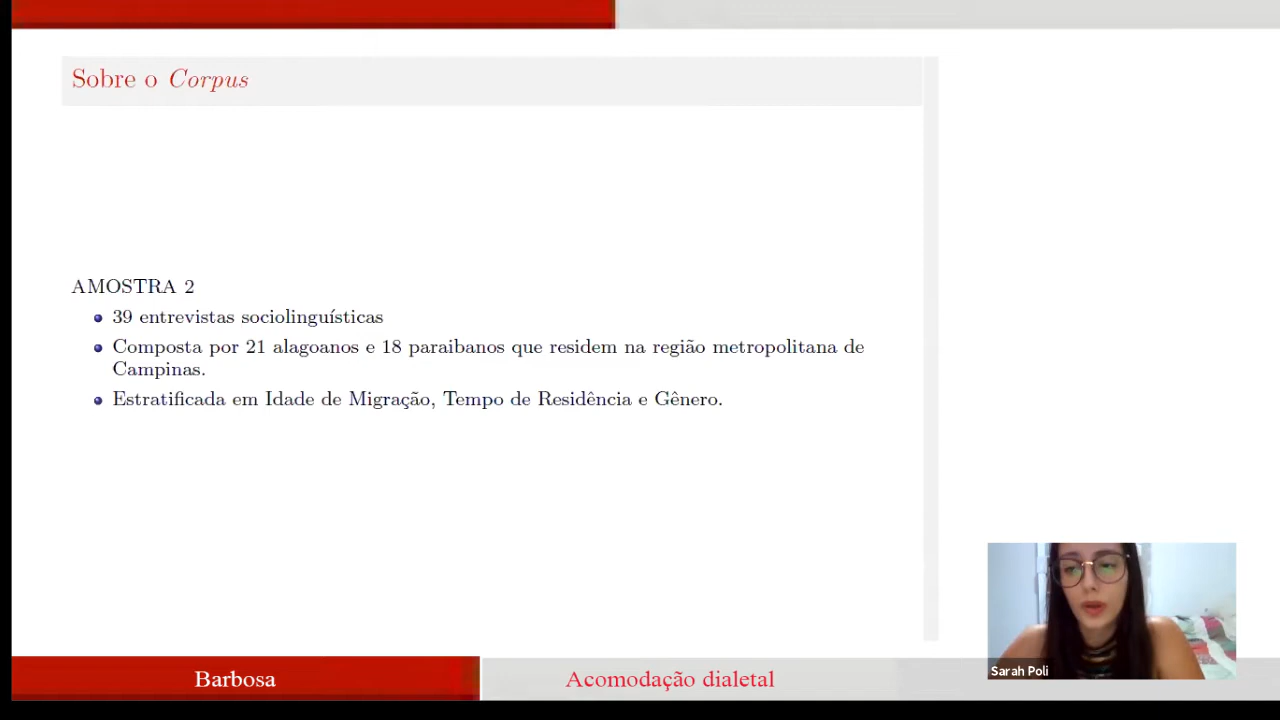 Sobre o Corpus
AMOSTRA 2
39 entrevistas sociolinguísticas
Composta por 21 alagoanos e 18 paraibanos que residem na região metropolitana de
Campinas.
Estratificada em Idade de Migração, Tempo de Residência e Gênero.
Sarah Poli
Barbosa
Acomodação dialetal